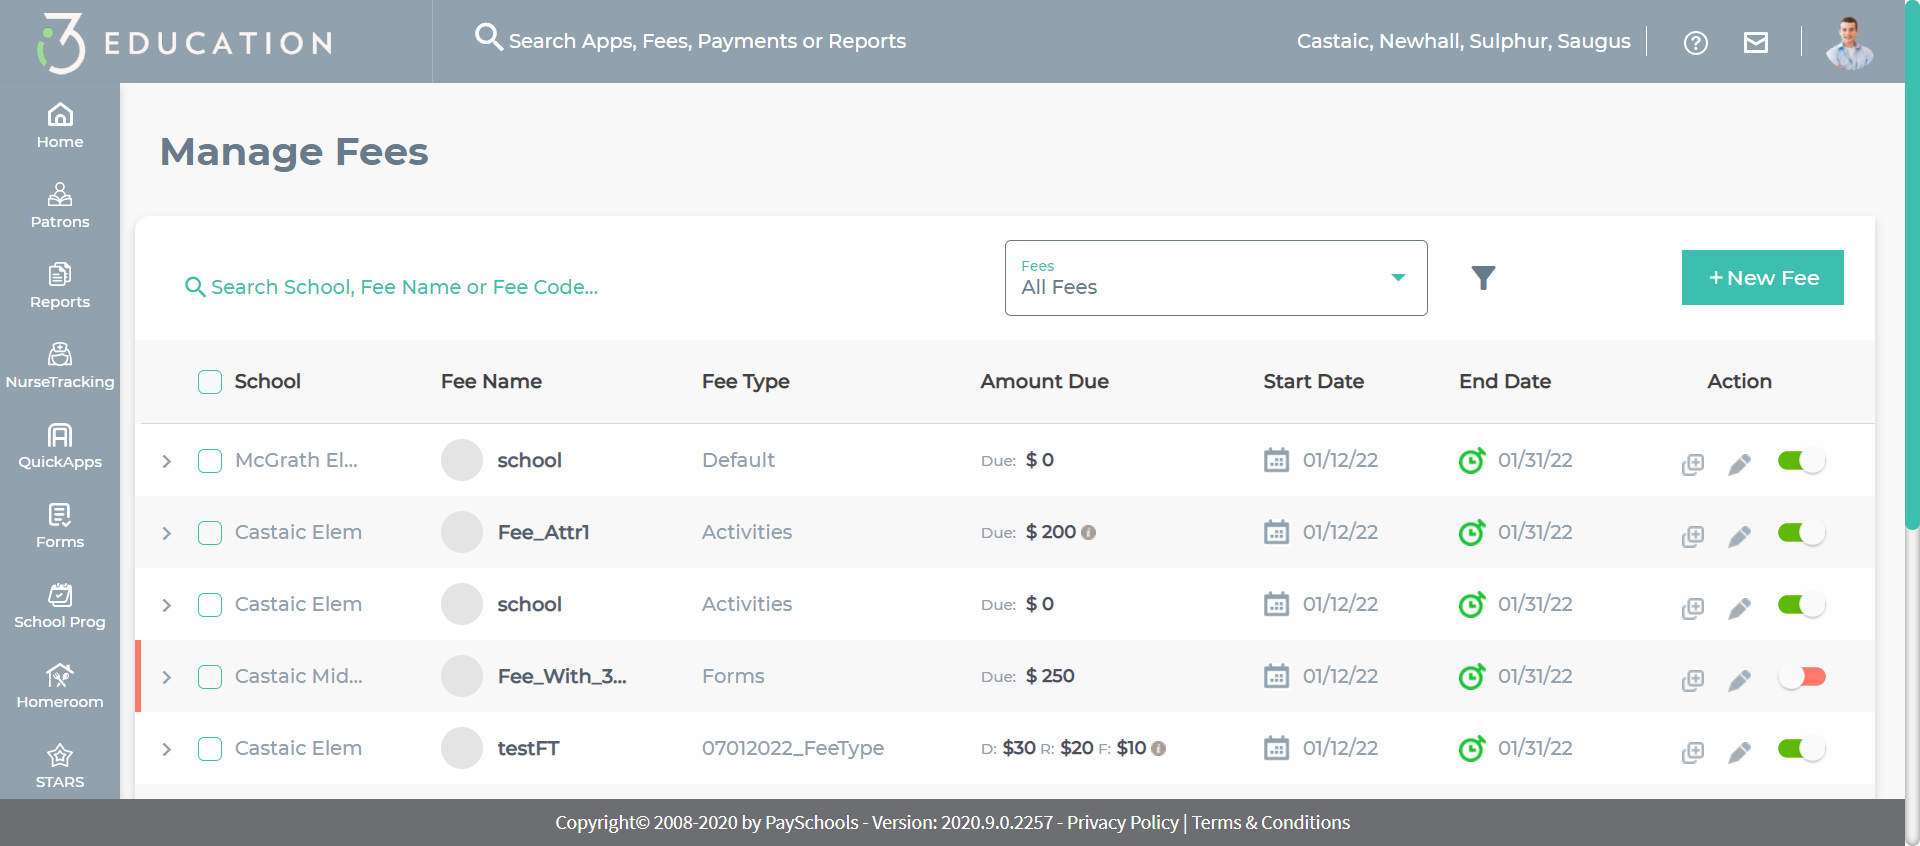 i3 EDUCATION
Search Apps, Fees, Payments or Reports
Castaic, Newhall, Sulphur, Saugus
Home
Patrons
Reports
NurseTracking
QuickApps
Forms
School Prog
Homeroom
STARS
Manage Fees
Search School, Fee Name or Fee Code...
Fees
All Fees
+ New Fee
School Fee Name Fee Type Amount Due Start Date End Date Action
McGrath El... school Default Due: $ 0 01/12/22 01/31/22
Castaic Elem Fee_Attr1 Activities Due: $ 200 01/12/22 01/31/22
Castaic Elem school Activities Due: $ 0 01/12/22 01/31/22
Castaic Mid... Fee_With_3... Forms Due: $ 250 01/12/22 01/31/22
Castaic Elem testFT 07012022_FeeType D: $30 R: $20 F: $10 01/12/22 01/31/22
Copyright© 2008-2020 by PaySchools - Version: 2020.9.0.2257 - Privacy Policy | Terms & Conditions